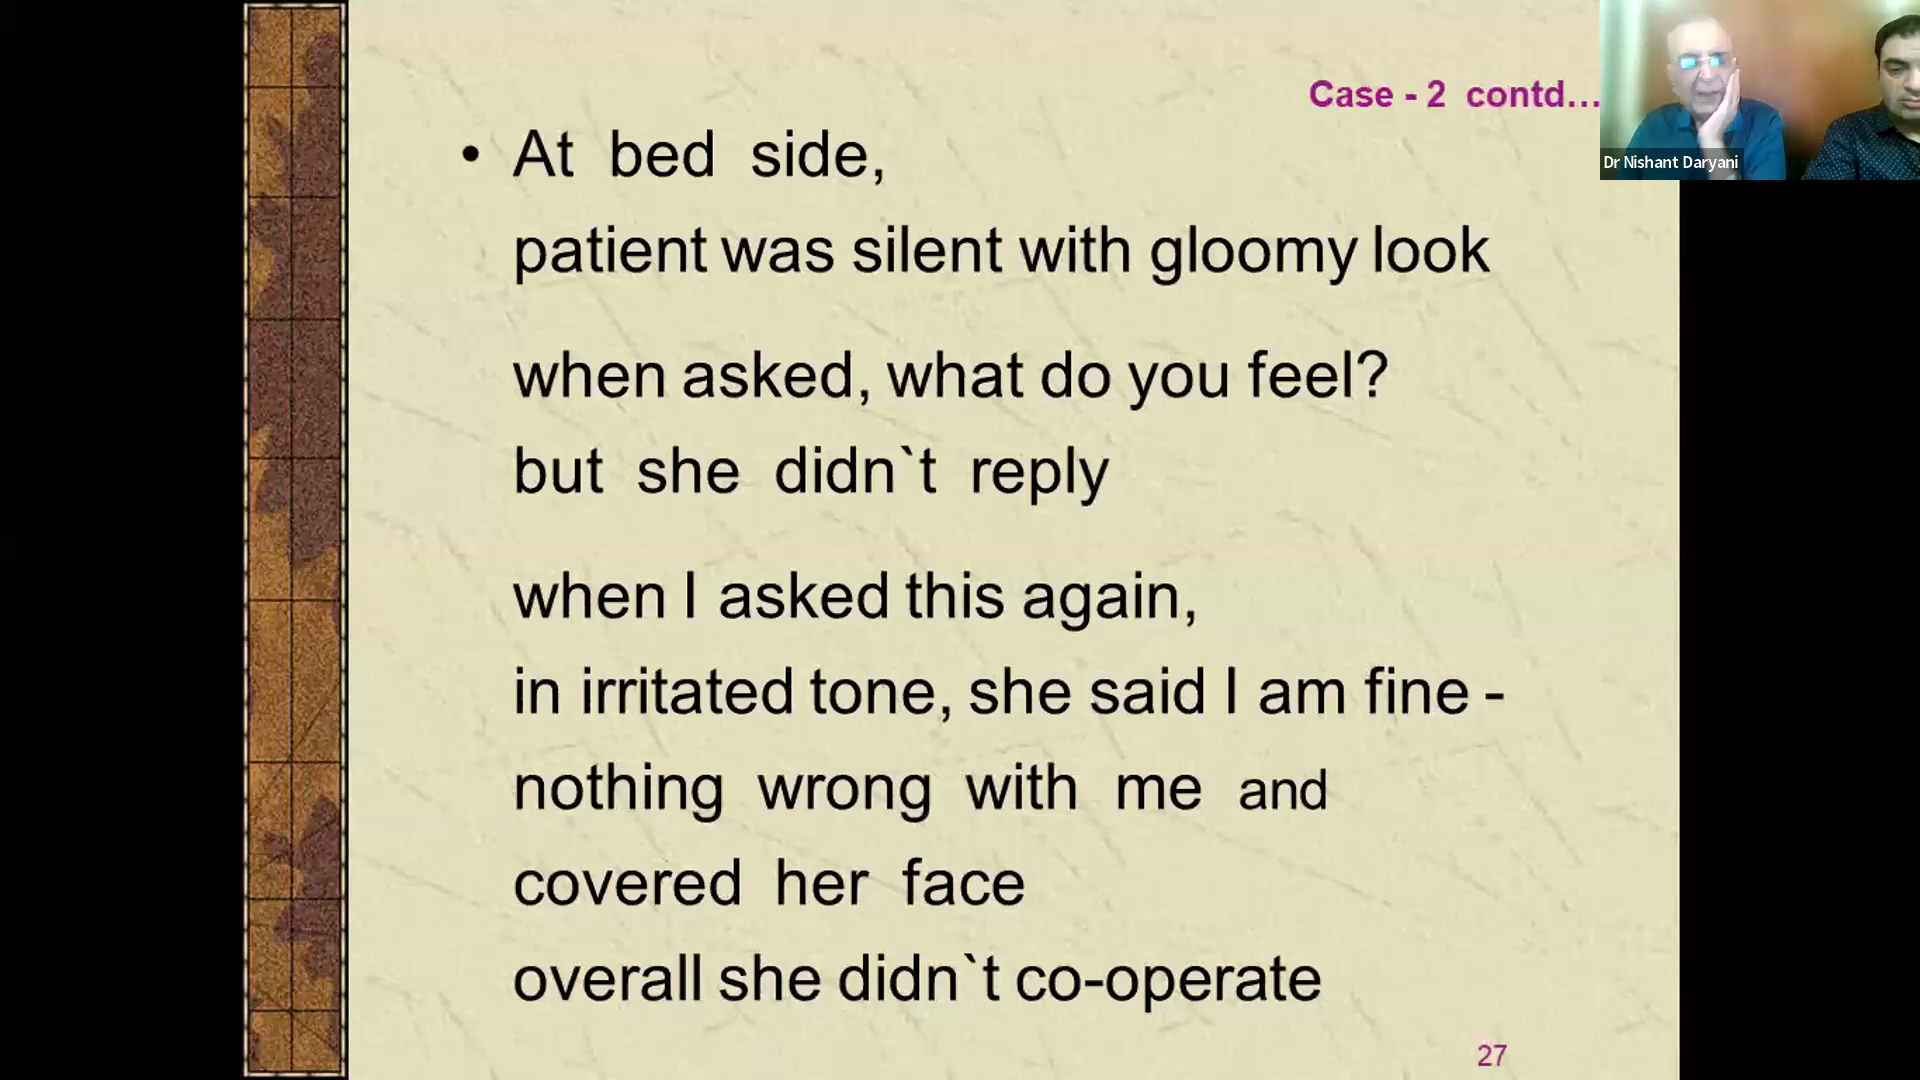 Case - 2 contd...
Dr Nishant Daryani
• At bed side,
patient was silent with gloomy look
when asked, what do you feel?
but she didn`t reply
when I asked this again,
in irritated tone, she said I am fine -
nothing wrong with me and
covered her face
overall she didn`t co-operate
27